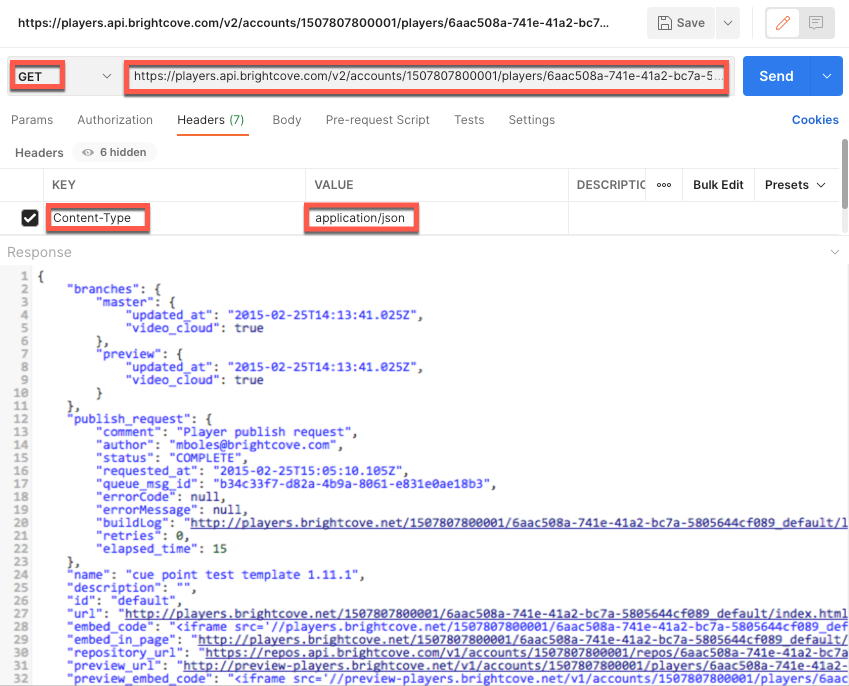 https://players.api.brightcove.com/v2/accounts/1507807800001/players/6aac508a-741e-41a2-bc7...
Save
GET
https://players.api.brightcove.com/v2/accounts/1507807800001/players/6aac508a-741e-41a2-bc7a-5...
Send
Params Authorization Headers (7) Body Pre-request Script Tests Settings Cookies
Headers 6 hidden
KEY VALUE DESCRIPTIC ooo Bulk Edit Presets
Content-Type application/json
Response
1 {
2 "branches": {
3 "master": {
4 "updated_at": "2015-02-25T14:13:41.025Z",
5 "video_cloud": true
6 },
7 "preview": {
8 "updated_at": "2015-02-25T14:13:41.025Z",
9 "video_cloud": true
10 }
11 },
12 "publish_request": {
13 "comment": "Player publish request",
14 "author": "mboles@brightcove.com",
15 "status": "COMPLETE",
16 "requested_at": "2015-02-25T15:05:10.105Z",
17 "queue_msg_id": "b34c33f7-d82a-4b9a-8061-e831e0ae18b3",
18 "errorCode": null,
19 "errorMessage": null,
20 "buildLog": "http://players.brightcove.net/1507807800001/6aac508a-741e-41a2-bc7a-5805644cf089_default/l
21 "retries": 0,
22 "elapsed_time": 15
23 },
24 "name": "cue point test template 1.11.1",
25 "description": "",
26 "id": "default",
27 "url": "http://players.brightcove.net/1507807800001/6aac508a-741e-41a2-bc7a-5805644cf089_default/index.html
28 "embed_code": "<iframe src='//players.brightcove.net/1507807800001/6aac508a-741e-41a2-bc7a-5805644cf089_def
29 "embed_in_page": "http://players.brightcove.net/1507807800001/6aac508a-741e-41a2-bc7a-5805644cf089_default/
30 "repository_url": "https://repos.api.brightcove.com/v1/accounts/1507807800001/repos/6aac508a-741e-41a2-bc7a
31 "preview_url": "http://preview-players.brightcove.net/v1/accounts/1507807800001/players/6aac508a-741e-41a2-
32 "preview_embed_code": "<iframe src='//preview-players.brightcove.net/v1/accounts/1507807800001/players/6aac